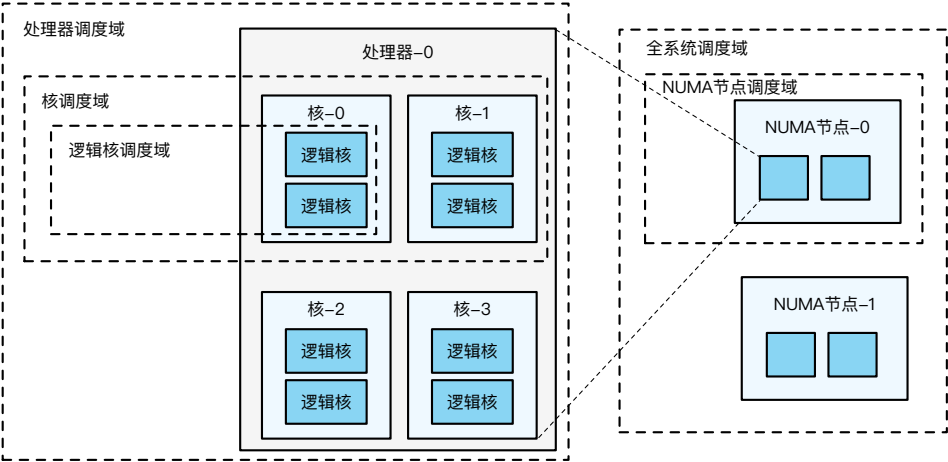 处理器调度域
处理器-0
核调度域
核-0
核-1
逻辑核调度域
逻辑核
逻辑核
逻辑核
逻辑核
核-2
核-3
逻辑核
逻辑核
逻辑核
逻辑核
全系统调度域
NUMA节点调度域
NUMA节点-0
NUMA节点-1